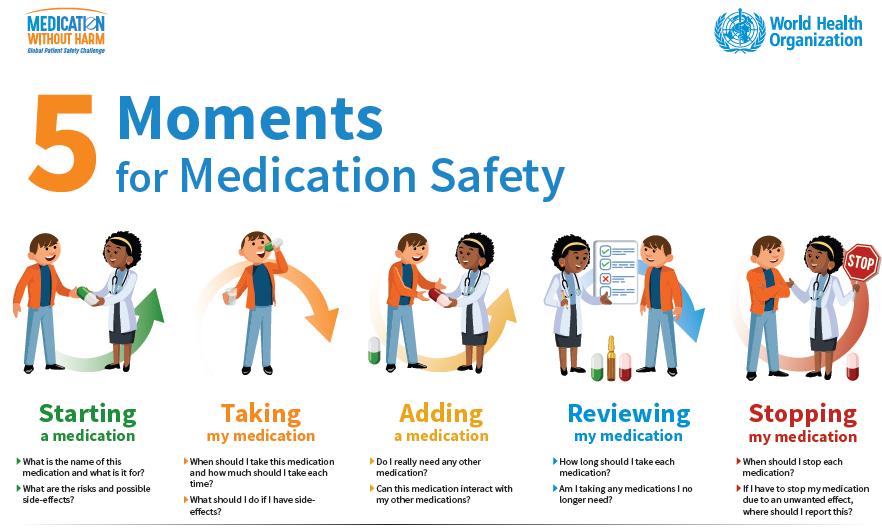 MEDICATION
WITHOUT HARM
Global Patient Safety Challenge
World Health
Organization
5 Moments
for Medication Safety
STOP
Starting
a medication
What is the name of this
medication and what is it for?
What are the risks and possible
side-effects?
Taking
my medication
When should I take this medication
and how much should I take each
time?
What should I do if I have side-
effects?
Adding
a medication
Do I really need any other
medication?
Can this medication interact with
my other medications?
Reviewing
my medication
How long should I take each
medication?
Am I taking any medications I no
longer need?
Stopping
my medication
When should I stop each
medication?
If I have to stop my medication
due to an unwanted effect,
where should I report this?